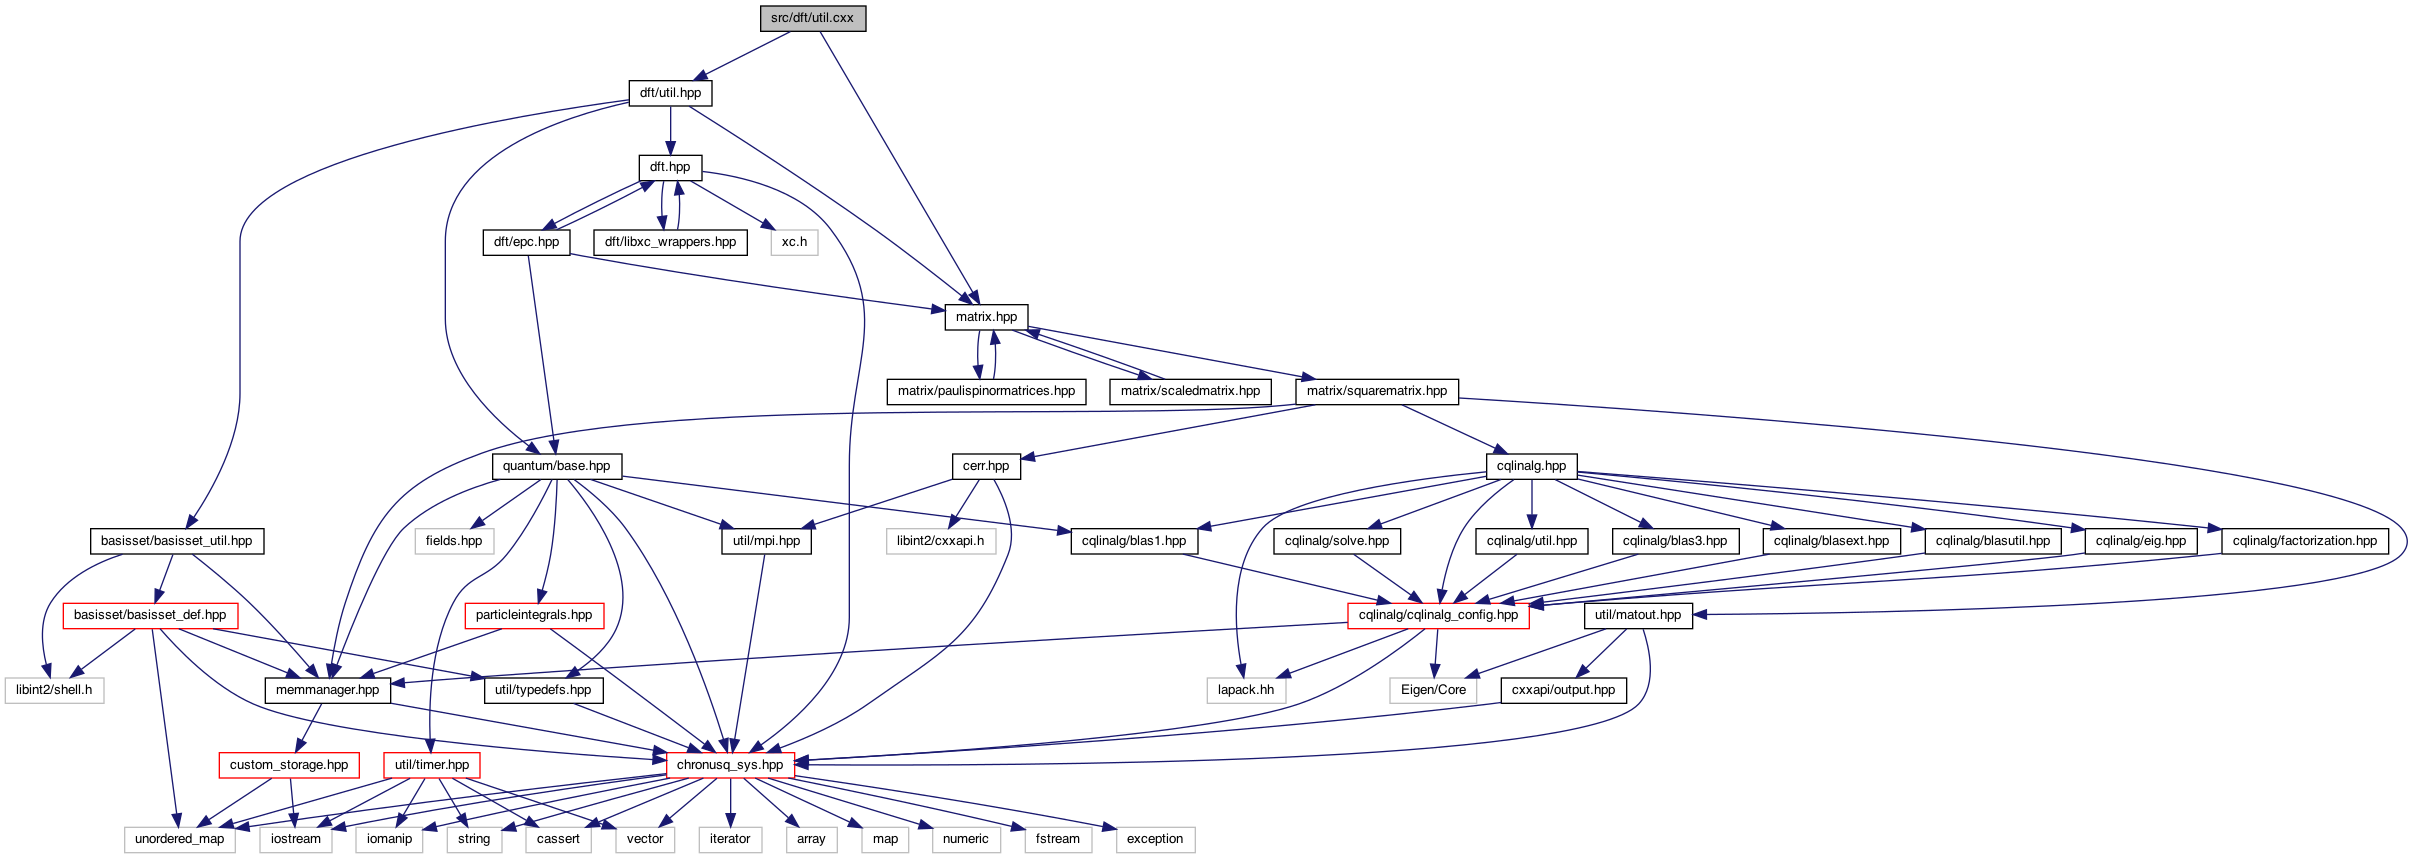 src/dft/util.cxx
dft/util.hpp
dft.hpp
dft/epc.hpp
dft/libxc_wrappers.hpp
xc.h
matrix.hpp
matrix/paulispinormatrices.hpp
matrix/scaledmatrix.hpp
matrix/squarematrix.hpp
quantum/base.hpp
cerr.hpp
cqlinalg.hpp
basisset/basisset_util.hpp
fields.hpp
util/mpi.hpp
libint2/cxxapi.h
cqlinalg/blas1.hpp
cqlinalg/solve.hpp
cqlinalg/util.hpp
cqlinalg/blas3.hpp
cqlinalg/blasext.hpp
cqlinalg/blasutil.hpp
cqlinalg/eig.hpp
cqlinalg/factorization.hpp
basisset/basisset_def.hpp
particleintegrals.hpp
cqlinalg/cqlinalg_config.hpp
util/matout.hpp
libint2/shell.h
memmanager.hpp
util/typedefs.hpp
lapack.hh
Eigen/Core
cxxapi/output.hpp
custom_storage.hpp
util/timer.hpp
chronusq_sys.hpp
unordered_map
iostream
iomanip
string
cassert
vector
iterator
array
map
numeric
fstream
exception